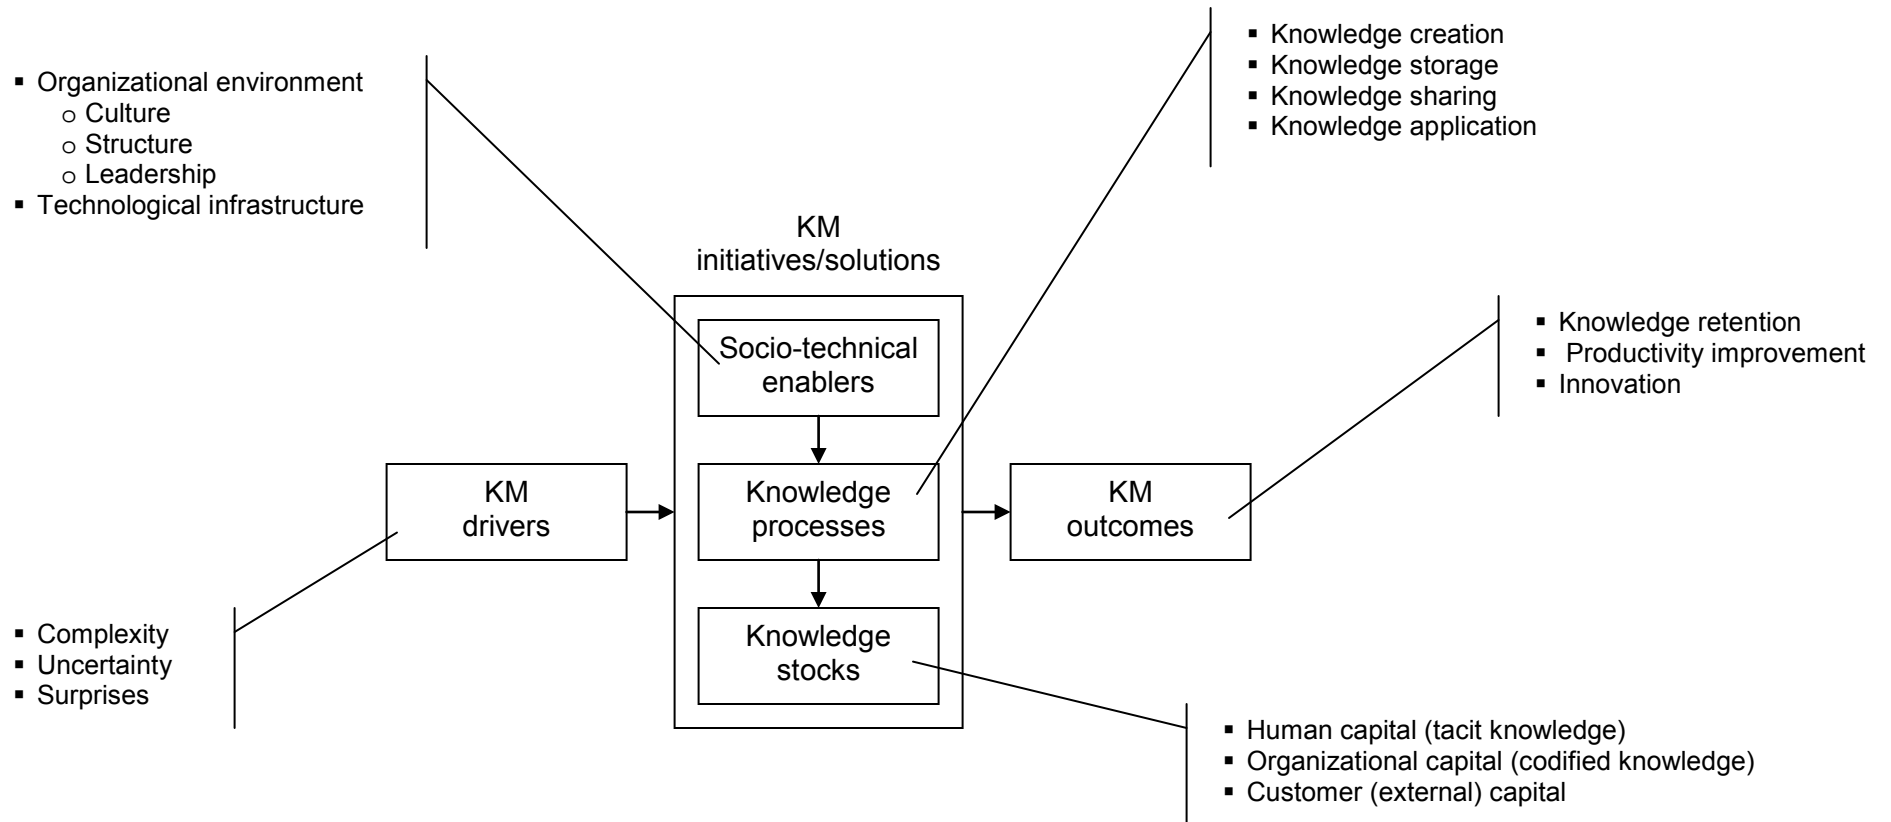 ▪ Organizational environment
o Culture
o Structure
o Leadership
▪ Technological infrastructure
▪ Knowledge creation
▪ Knowledge storage
▪ Knowledge sharing
▪ Knowledge application
KM
initiatives/solutions
Socio-technical
enablers
▪ Knowledge retention
▪ Productivity improvement
▪ Innovation
KM
drivers
Knowledge
processes
KM
outcomes
▪ Complexity
▪ Uncertainty
▪ Surprises
Knowledge
stocks
▪ Human capital (tacit knowledge)
▪ Organizational capital (codified knowledge)
▪ Customer (external) capital